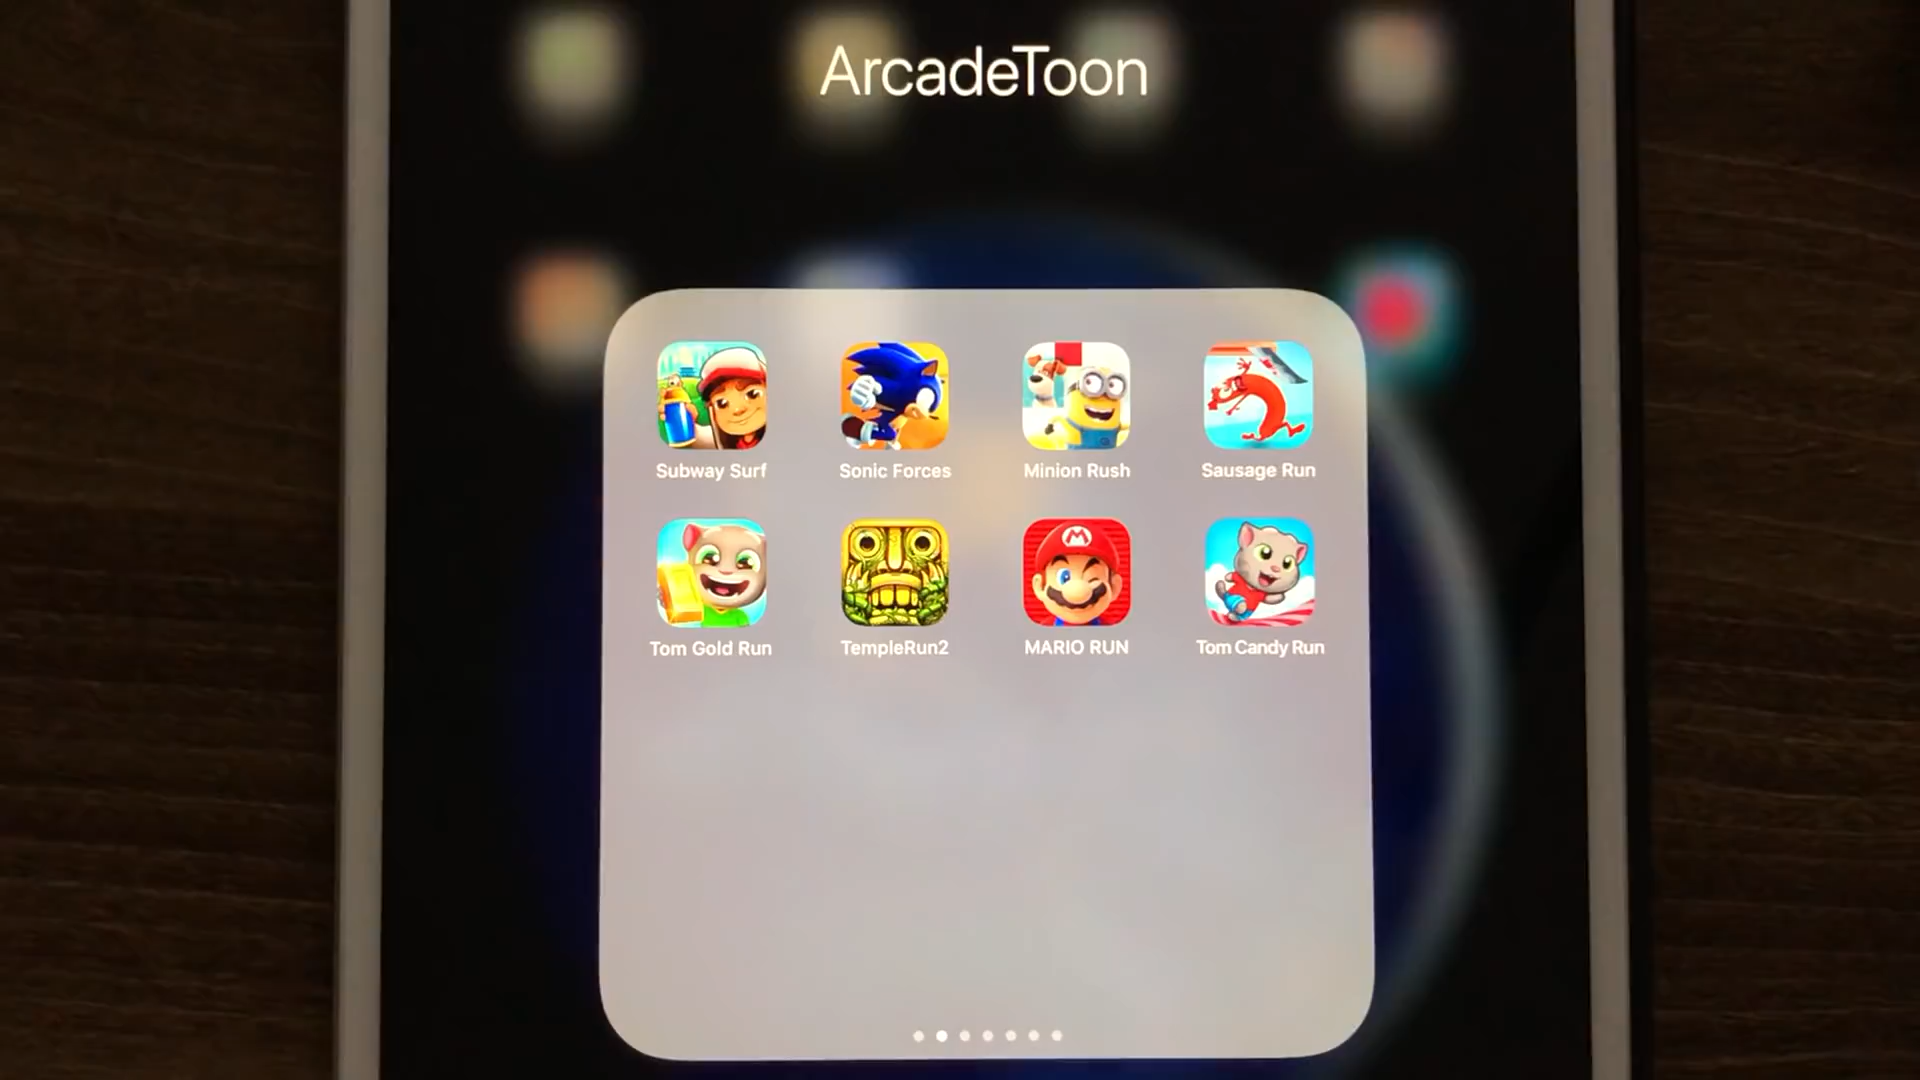 ArcadeToon
Subway Surf
Sonic Forces
Minion Rush
Sausage Run
Tom Gold Run
TempleRun2
MARIO RUN
Tom Candy Run